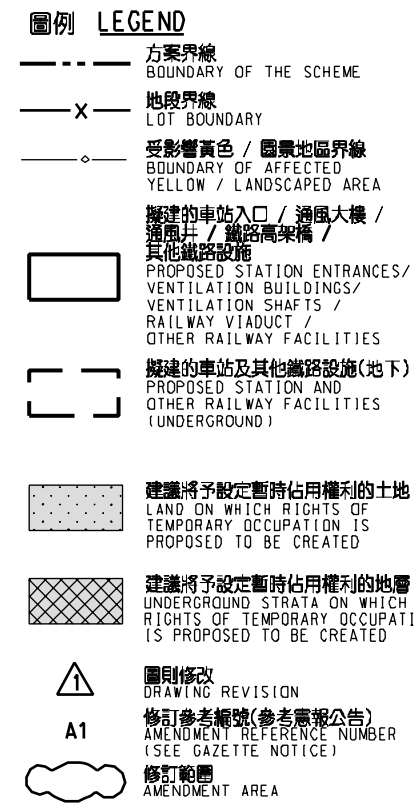 圖例 LEGEND
方案界線
BOUNDARY OF THE SCHEME
地段界線
X
LOT BOUNDARY
受影響黃色 / 園景地區界線
BOUNDARY OF AFFECTED
YELLOW / LANDSCAPED AREA
擬建的車站入口 / 通風大樓 /
通風井 / 鐵路高架橋 /
其他鐵路設施
PROPOSED STATION ENTRANCES/
VENTILATION BUILDINGS/
VENTILATION SHAFTS /
RAILWAY VIADUCT /
OTHER RAILWAY FACILITIES
擬建的車站及其他鐵路設施(地下)
PROPOSED STATION AND
OTHER RAILWAY FACILITIES
(UNDERGROUND)
建議將予設定暫時佔用權利的土地
LAND ON WHICH RIGHTS OF
TEMPORARY OCCUPATION IS
PROPOSED TO BE CREATED
建議將予設定暫時佔用權利的地層
UNDERGROUND STRATA ON WHICH
RIGHTS OF TEMPORARY OCCUPATI
IS PROPOSED TO BE CREATED
1
圖則修改
DRAWING REVISION
A1
修訂參考編號(參考憲報公告)
AMENDMENT REFERENCE NUMBER
(SEE GAZETTE NOTICE)
修訂範圍
AMENDMENT AREA